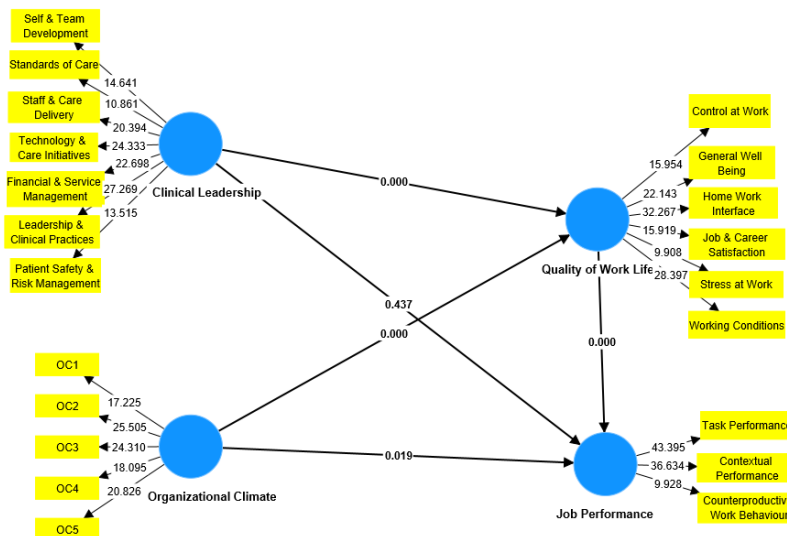 Self & Team
Development
Standards of Care
Staff & Care
Delivery
Technology &
Care Initiatives
Financial & Service
Management
Leadership &
Clinical Practices
Patient Safety &
Risk Management
14.641
10.861
20.394
24.333
22.698
27.269
13.515
Clinical Leadership
0.000
0.437
0.000
0.019
0.000
OC1
OC2
OC3
OC4
OC5
17.225
25.505
24.310
18.095
20.826
Organizational Climate
Control at Work
General Well
Being
Home Work
Interface
Job & Career
Satisfaction
Stress at Work
Working Conditions
15.954
22.143
32.267
15.919
9.908
28.397
Quality of Work Life
Task Performance
Contextual
Performance
Counterproductiv
Work Behaviour
43.395
36.634
9.928
Job Performance